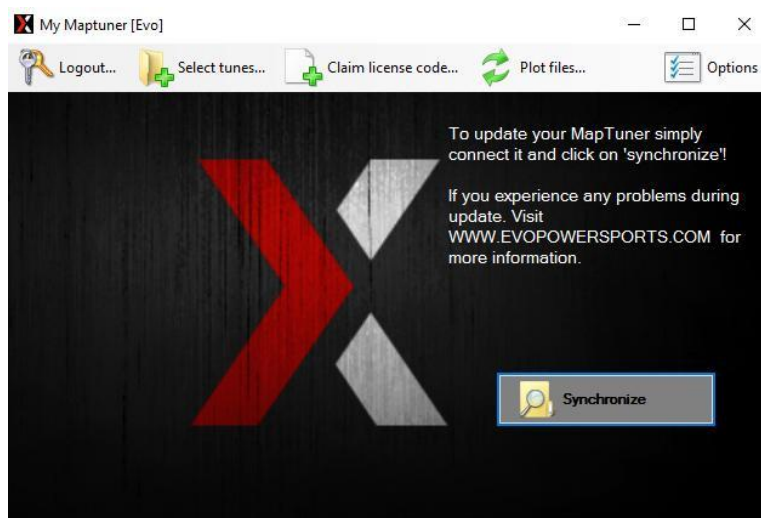 My Maptuner [Evo]
Logout... Select tunes... Claim license code... Plot files... Options
To update your MapTuner simply
connect it and click on 'synchronize'!
If you experience any problems during
update. Visit
WWW.EVOPOWERSPORTS.COM for
more information.
Synchronize